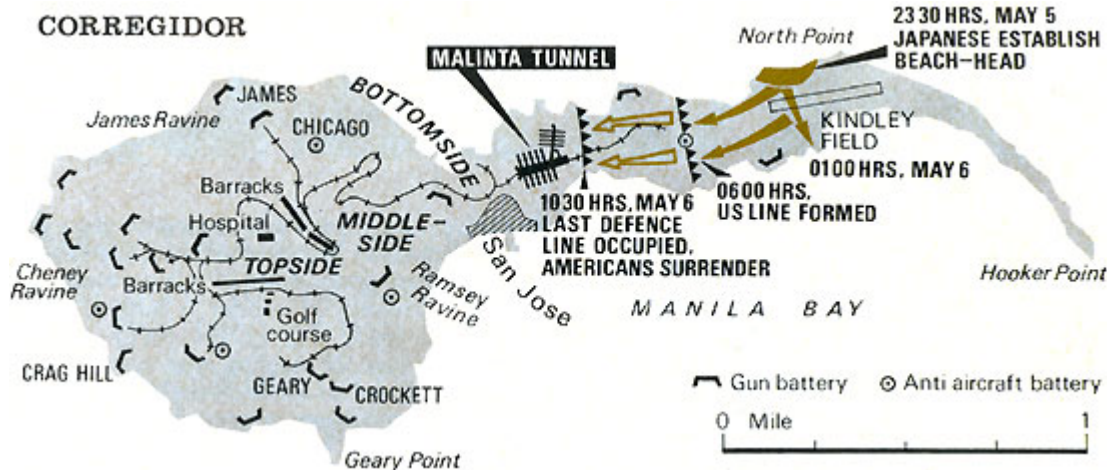 CORREGIDOR
MALINTA TUNNEL
North Point
2330 HRS, MAY 5
JAPANESE ESTABLISH
BEACH-HEAD
JAMES
James Ravine
CHICAGO
BOTTOMSIDE
KINDLEY
FIELD
0100 HRS, MAY 6
0600 HRS,
US LINE FORMED
1030 HRS, MAY 6
LAST DEFENCE
LINE OCCUPIED,
AMERICANS SURRENDER
Barracks
Hospital
MIDDLE-
SIDE
TOPSIDE
San Jose
Ramsey
Ravine
Hooker Point
Cheney
Ravine
Barracks
Golf
course
MANILA BAY
CRAG HILL
GEARY
CROCKETT
Geary Point
Gun battery
Anti aircraft battery
0 Mile 1